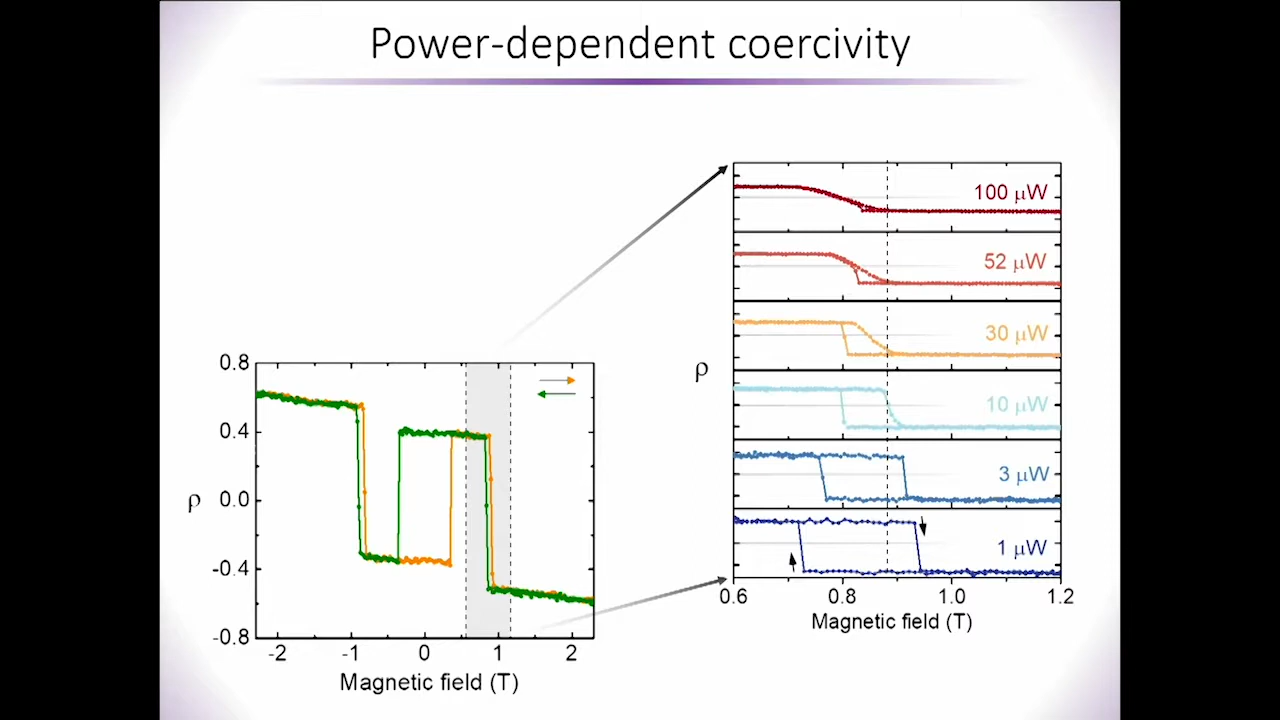 Power-dependent coercivity
0.8
0.4
0.0
-0.4
-0.8
ρ
-2 -1 0 1 2
Magnetic field (T)
100 μW
52 μW
30 μW
10 μW
3 μW
1 μW
ρ
0.6 0.8 1.0 1.2
Magnetic field (T)